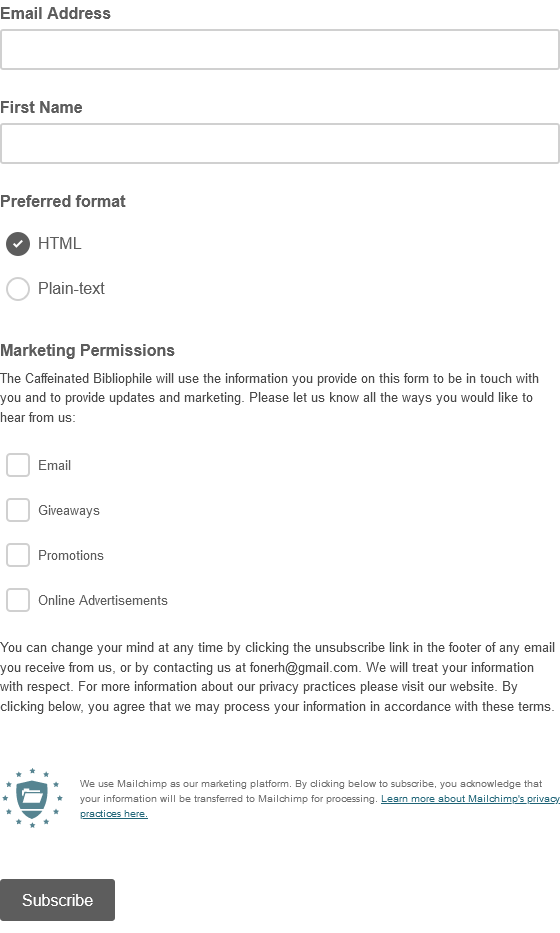 Email Address
First Name
Preferred format
HTML
Plain-text
Marketing Permissions
The Caffeinated Bibliophile will use the information you provide on this form to be in touch with
you and to provide updates and marketing. Please let us know all the ways you would like to
hear from us:
Email
Giveaways
Promotions
Online Advertisements
You can change your mind at any time by clicking the unsubscribe link in the footer of any email
you receive from us, or by contacting us at fonerh@gmail.com. We will treat your information
with respect. For more information about our privacy practices please visit our website. By
clicking below, you agree that we may process your information in accordance with these terms.
We use Mailchimp as our marketing platform. By clicking below to subscribe, you acknowledge that
your information will be transferred to Mailchimp for processing. Learn more about Mailchimp's privacy
practices here.
Subscribe